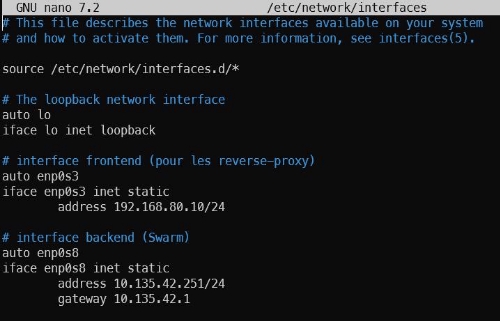 GNU nano 7.2 /etc/network/interfaces
# This file describes the network interfaces available on your system
# and how to activate them. For more information, see interfaces(5).
source /etc/network/interfaces.d/*
# The loopback network interface
auto lo
iface lo inet loopback
# interface frontend (pour les reverse-proxy)
auto enp0s3
iface enp0s3 inet static
address 192.168.80.10/24
# interface backend (Swarm)
auto enp0s8
iface enp0s8 inet static
address 10.135.42.251/24
gateway 10.135.42.1